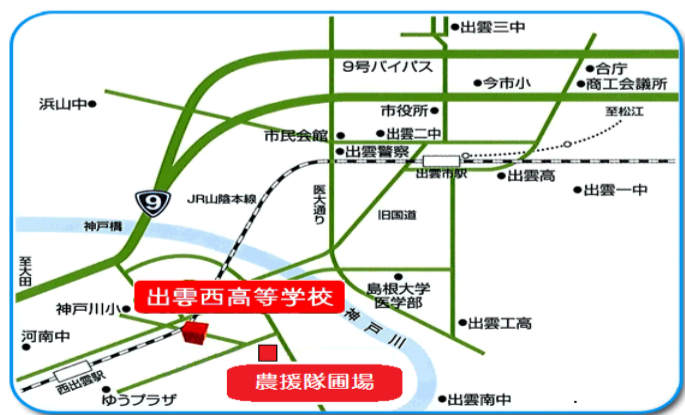 出雲三中
9号バイパス
合庁
今市小
商工会議所
浜山中
市役所
至松江
市民会館
出雲二中
出雲警察
出雲市駅
出雲高
出雲一中
9
JR山陰本線
医大通り
旧国道
神戸橋
至大田
島根大学
医学部
出雲西高等学校
神戸川小
神戸川
河南中
出雲工高
西出雲駅
農援隊圃場
ゆうプラザ
出雲南中